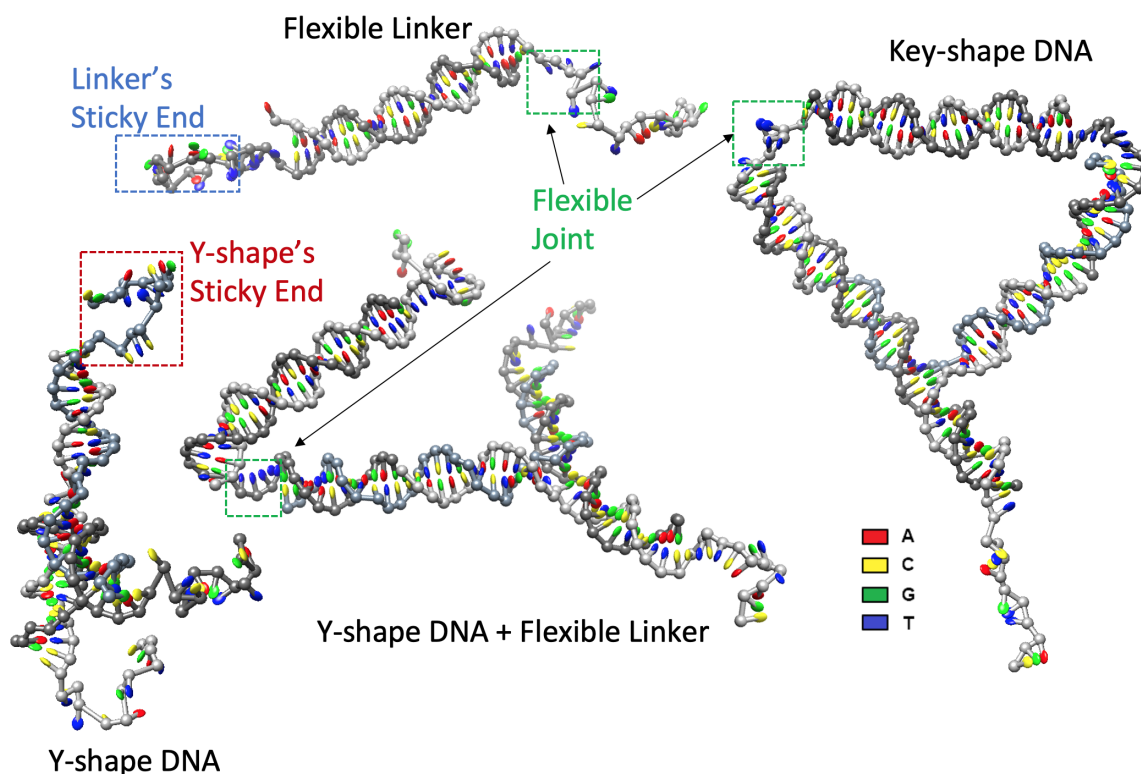 Flexible Linker
Key-shape DNA
Linker's
Sticky End
Flexible
Joint
Y-shape's
Sticky End
A
C
G
T
Y-shape DNA + Flexible Linker
Y-shape DNA